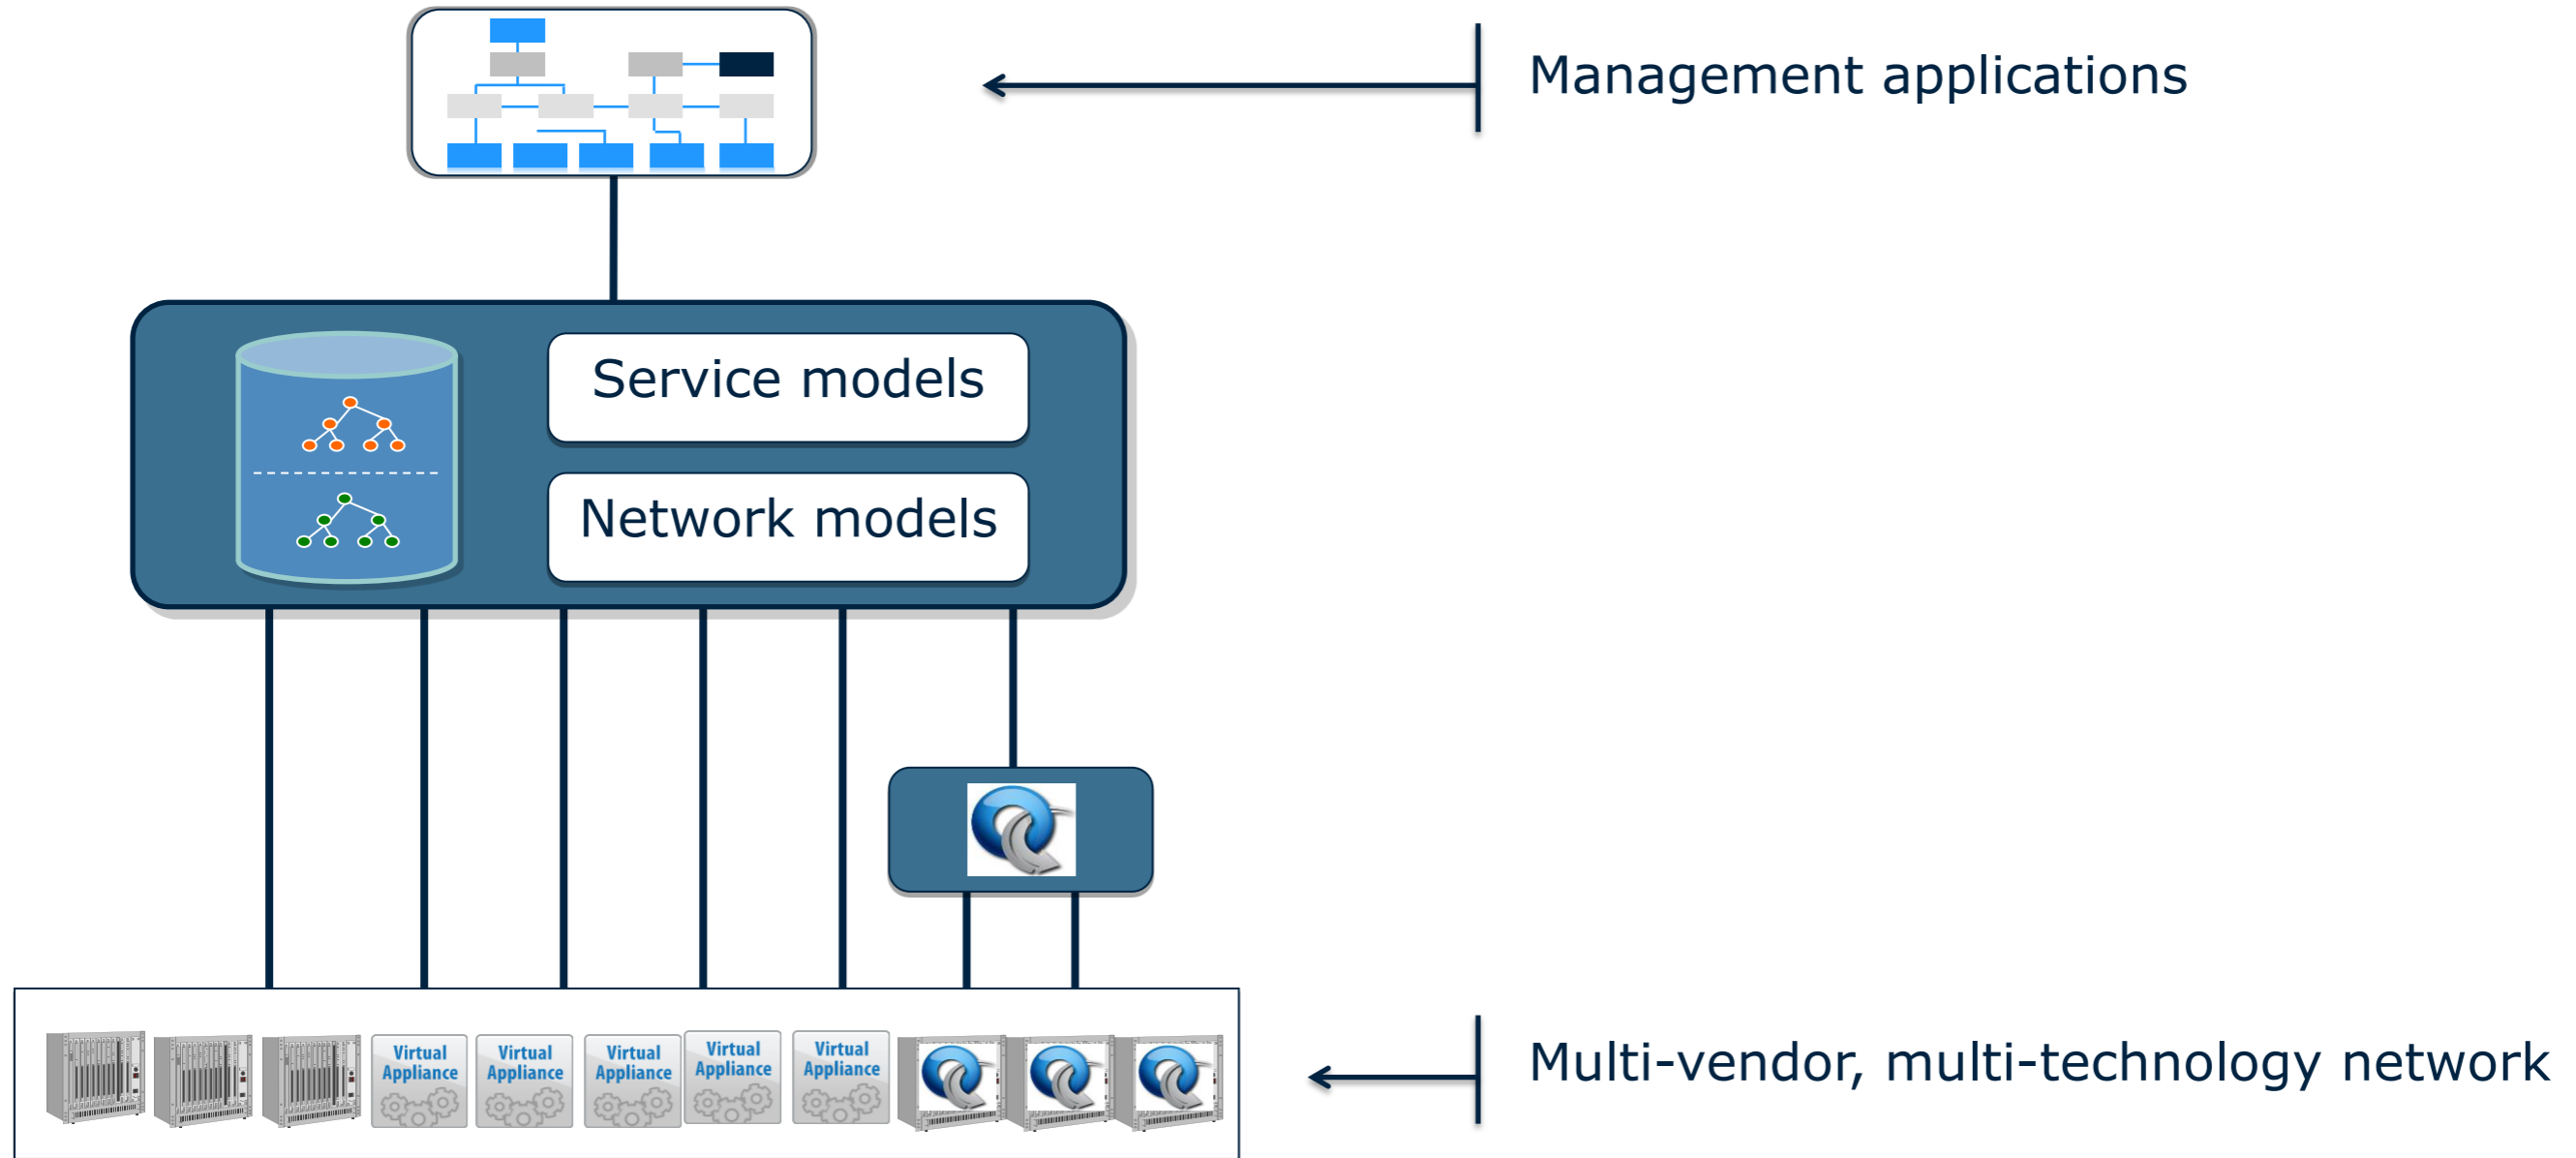 Management applications
Service models
Network models
Virtual
Appliance
Virtual
Appliance
Virtual
Appliance
Virtual
Appliance
Virtual
Appliance
Multi-vendor, multi-technology network